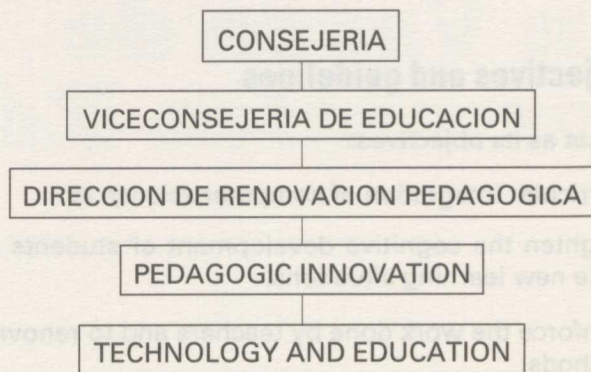 CONSEJERIA
VICECONSEJERIA DE EDUCACION
DIRECCION DE RENOVACION PEDAGOGICA
PEDAGOGIC INNOVATION
TECHNOLOGY AND EDUCATION